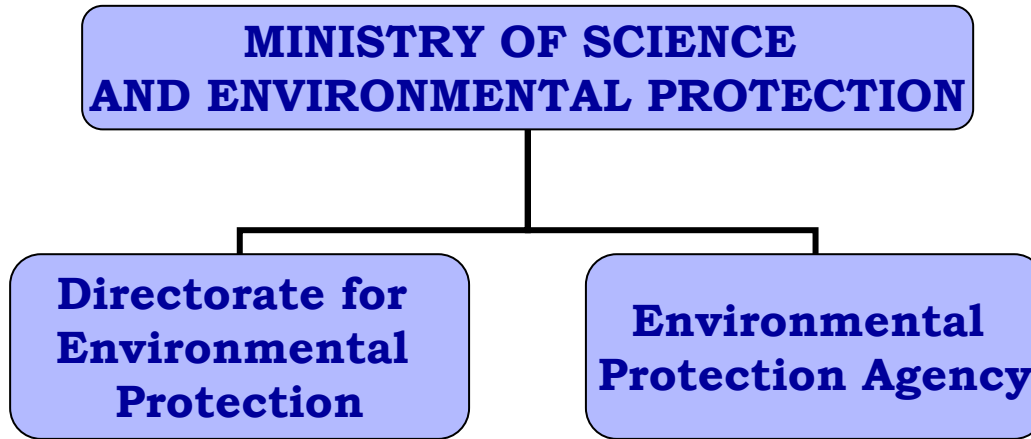 MINISTRY OF SCIENCE
AND ENVIRONMENTAL PROTECTION
Directorate for
Environmental
Protection
Environmental
Protection Agency